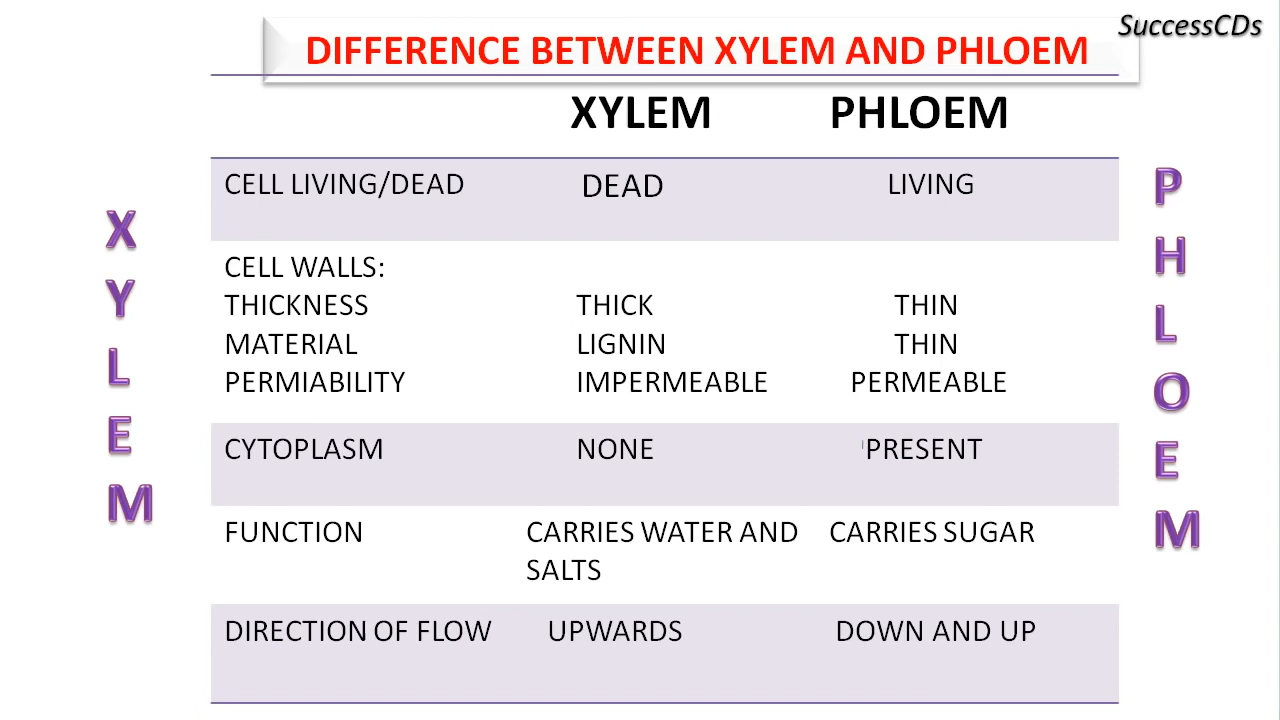 SuccessCDs
DIFFERENCE BETWEEN XYLEM AND PHLOEM
XYLEM PHLOEM
CELL LIVING/DEAD DEAD LIVING
CELL WALLS:
THICKNESS THICK THIN
MATERIAL LIGNIN THIN
PERMIABILITY IMPERMEABLE PERMEABLE
CYTOPLASM NONE PRESENT
FUNCTION CARRIES WATER AND CARRIES SUGAR
SALTS
DIRECTION OF FLOW UPWARDS DOWN AND UP
XYLEM
PHLOEM